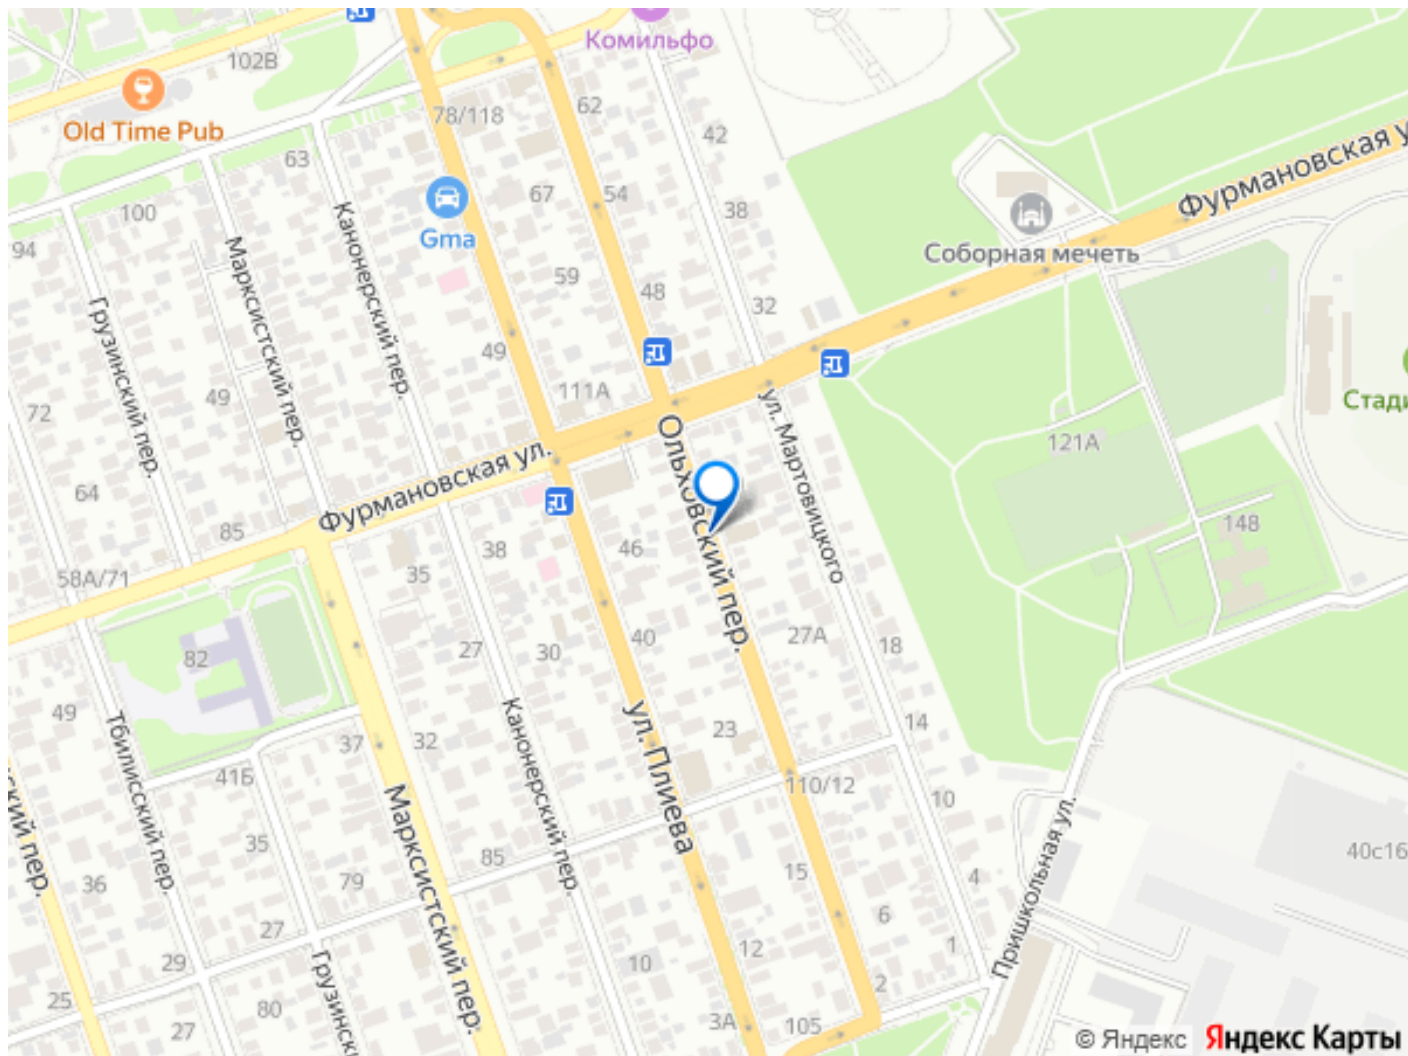 102В
Комильфо
Old Time Pub
78/118
62
42
63
67
54
38
100
Gma
94
Канонерский пер.
Марксистский пер.
Грузинский пер.
59
48
32
Фурмановская у
Соборная мечеть
49
111А
49
72
Стади
ул. Мартовицкого
121А
64
Фурмановская ул.
Ольховский пер.
85
58А/71
38
46
35
148
82
27
30
40
27А
18
49
Тбилисский пер.
37
32
Канонерский пер.
ул. Плиева
23
14
41Б
Марксистский пер.
110/12
10
Пришкольная ул.
ский пер.
35
85
79
36
15
4
40с16
27
6
29
Грузинск
12
1
10
25
80
2
27
3А
105
© Яндекс
Яндекс Карты